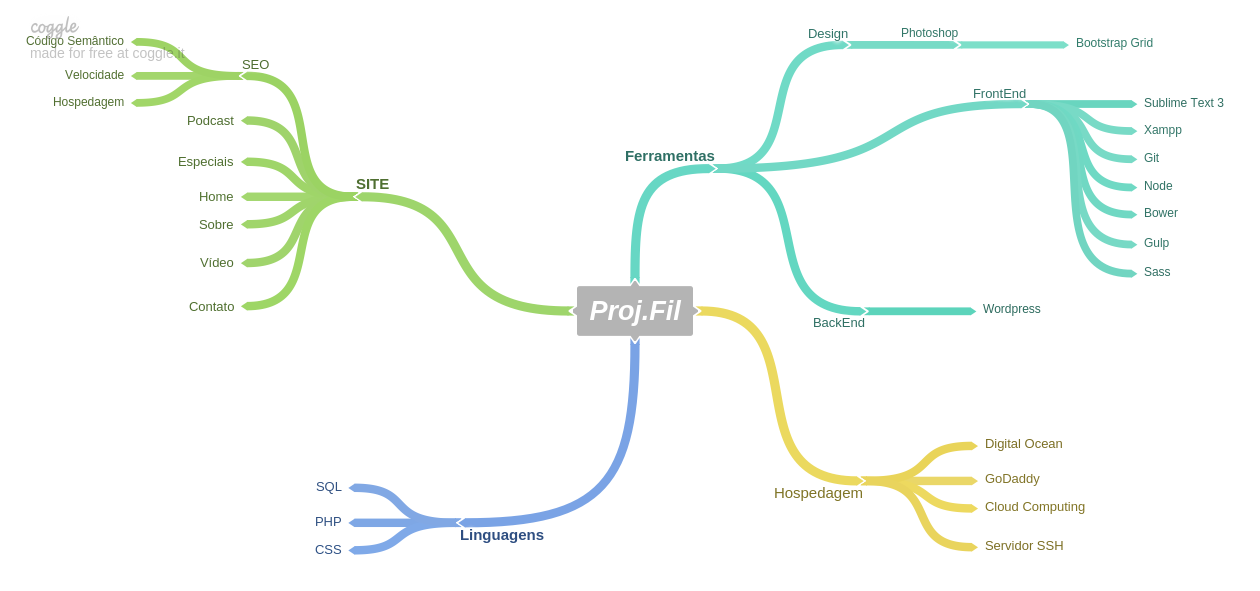 coggle
made for free at coggle.it
Código Semântico
Velocidade
Hospedagem
SEO
Podcast
Especiais
Home
Sobre
Vídeo
Contato
SITE
Proj.Fil
Ferramentas
Design
Photoshop
Bootstrap Grid
FrontEnd
Sublime Text 3
Xampp
Git
Node
Bower
Gulp
Sass
BackEnd
Wordpress
Hospedagem
Digital Ocean
GoDaddy
Cloud Computing
Servidor SSH
Linguagens
SQL
PHP
CSS